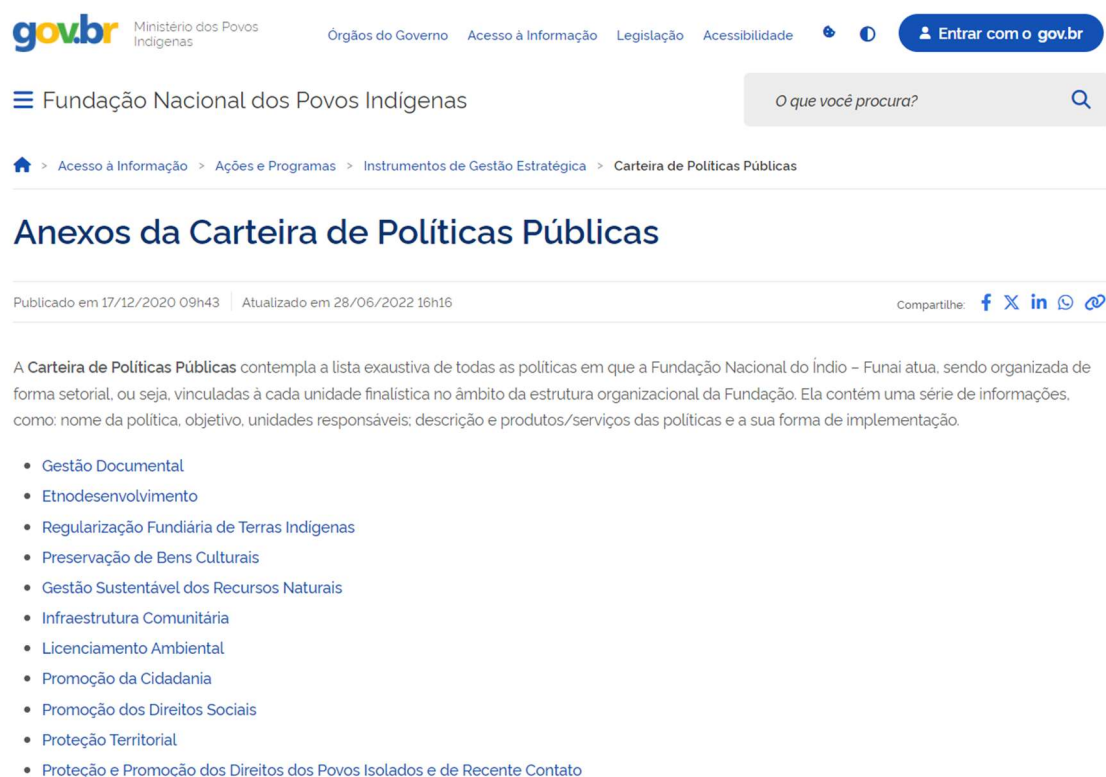 gov.br
Ministério dos Povos
Indígenas
Órgãos do Governo Acesso à Informação Legislação Acessibilidade
Entrar com o gov.br
Fundação Nacional dos Povos Indígenas
O que você procura?
> Acesso à Informação > Ações e Programas > Instrumentos de Gestão Estratégica > Carteira de Políticas Públicas
Anexos da Carteira de Políticas Públicas
Publicado em 17/12/2020 09h43 Atualizado em 28/06/2022 16h16
Compartilhe:
A Carteira de Políticas Públicas contempla a lista exaustiva de todas as políticas em que a Fundação Nacional do Índio – Funai atua, sendo organizada de
forma setorial, ou seja, vinculadas à cada unidade finalística no âmbito da estrutura organizacional da Fundação. Ela contém uma série de informações,
como: nome da política, objetivo, unidades responsáveis; descrição e produtos/serviços das políticas e a sua forma de implementação.
• Gestão Documental
• Etnodesenvolvimento
• Regularização Fundiária de Terras Indígenas
• Preservação de Bens Culturais
• Gestão Sustentável dos Recursos Naturais
• Infraestrutura Comunitária
• Licenciamento Ambiental
• Promoção da Cidadania
• Promoção dos Direitos Sociais
• Proteção Territorial
• Proteção e Promoção dos Direitos dos Povos Isolados e de Recente Contato